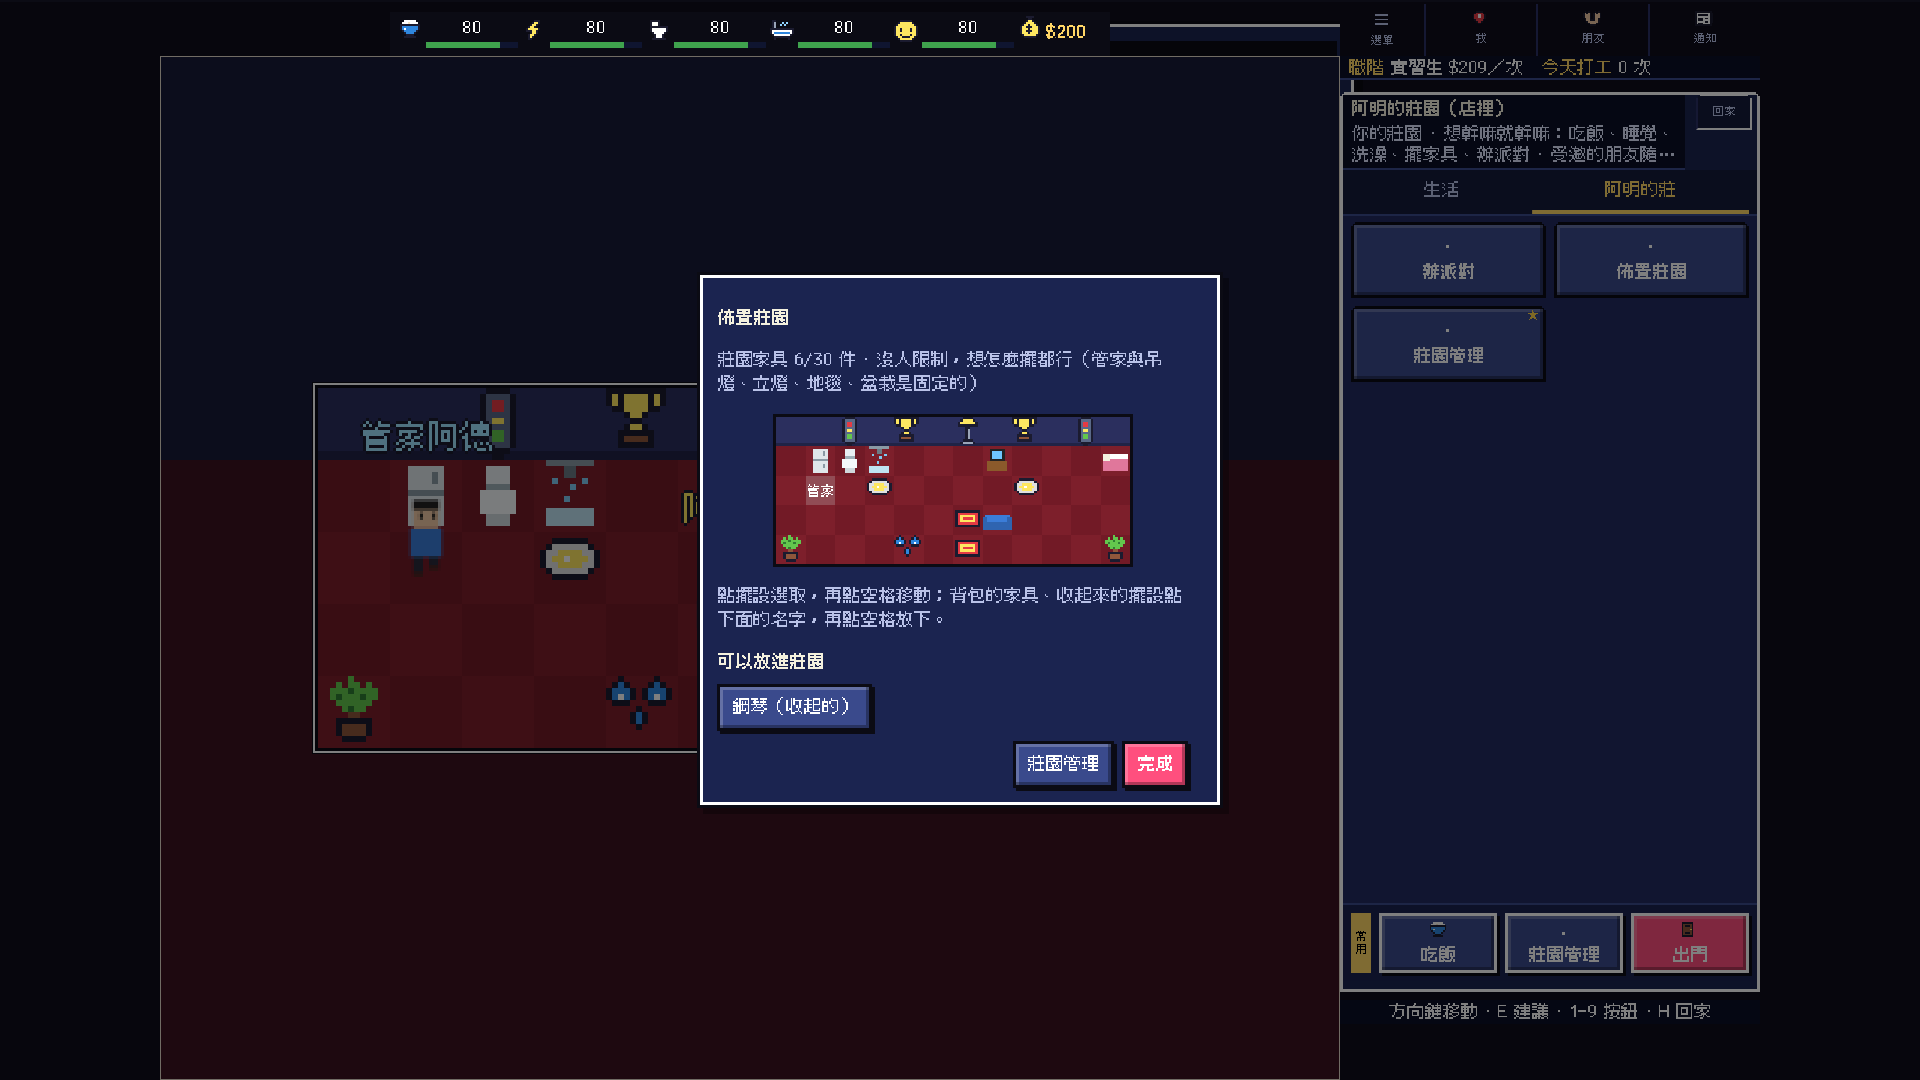 80 80 80 80 80 $200
選單 我 朋友 通知
職階 實習生 $209/次 今天打工 0 次
阿明的莊園（店裡）
回家
你的莊園．想幹嘛就幹嘛：吃飯、睡覺、
洗澡、擺家具、辦派對．受邀的朋友隨…
生活 阿明的莊
辦派對 佈置莊園
莊園管理
管家阿德
佈置莊園
莊園家具 6/30 件．沒人限制，想怎麼擺都行（管家與吊
燈、立燈、地毯、盆栽是固定的）
管家
點擺設選取，再點空格移動；背包的家具、收起來的擺設點
下面的名字，再點空格放下。
可以放進莊園
鋼琴（收起的）
莊園管理 完成
常用
吃飯 莊園管理 出門
方向鍵移動．E 建議．1-9 按鈕．H 回家